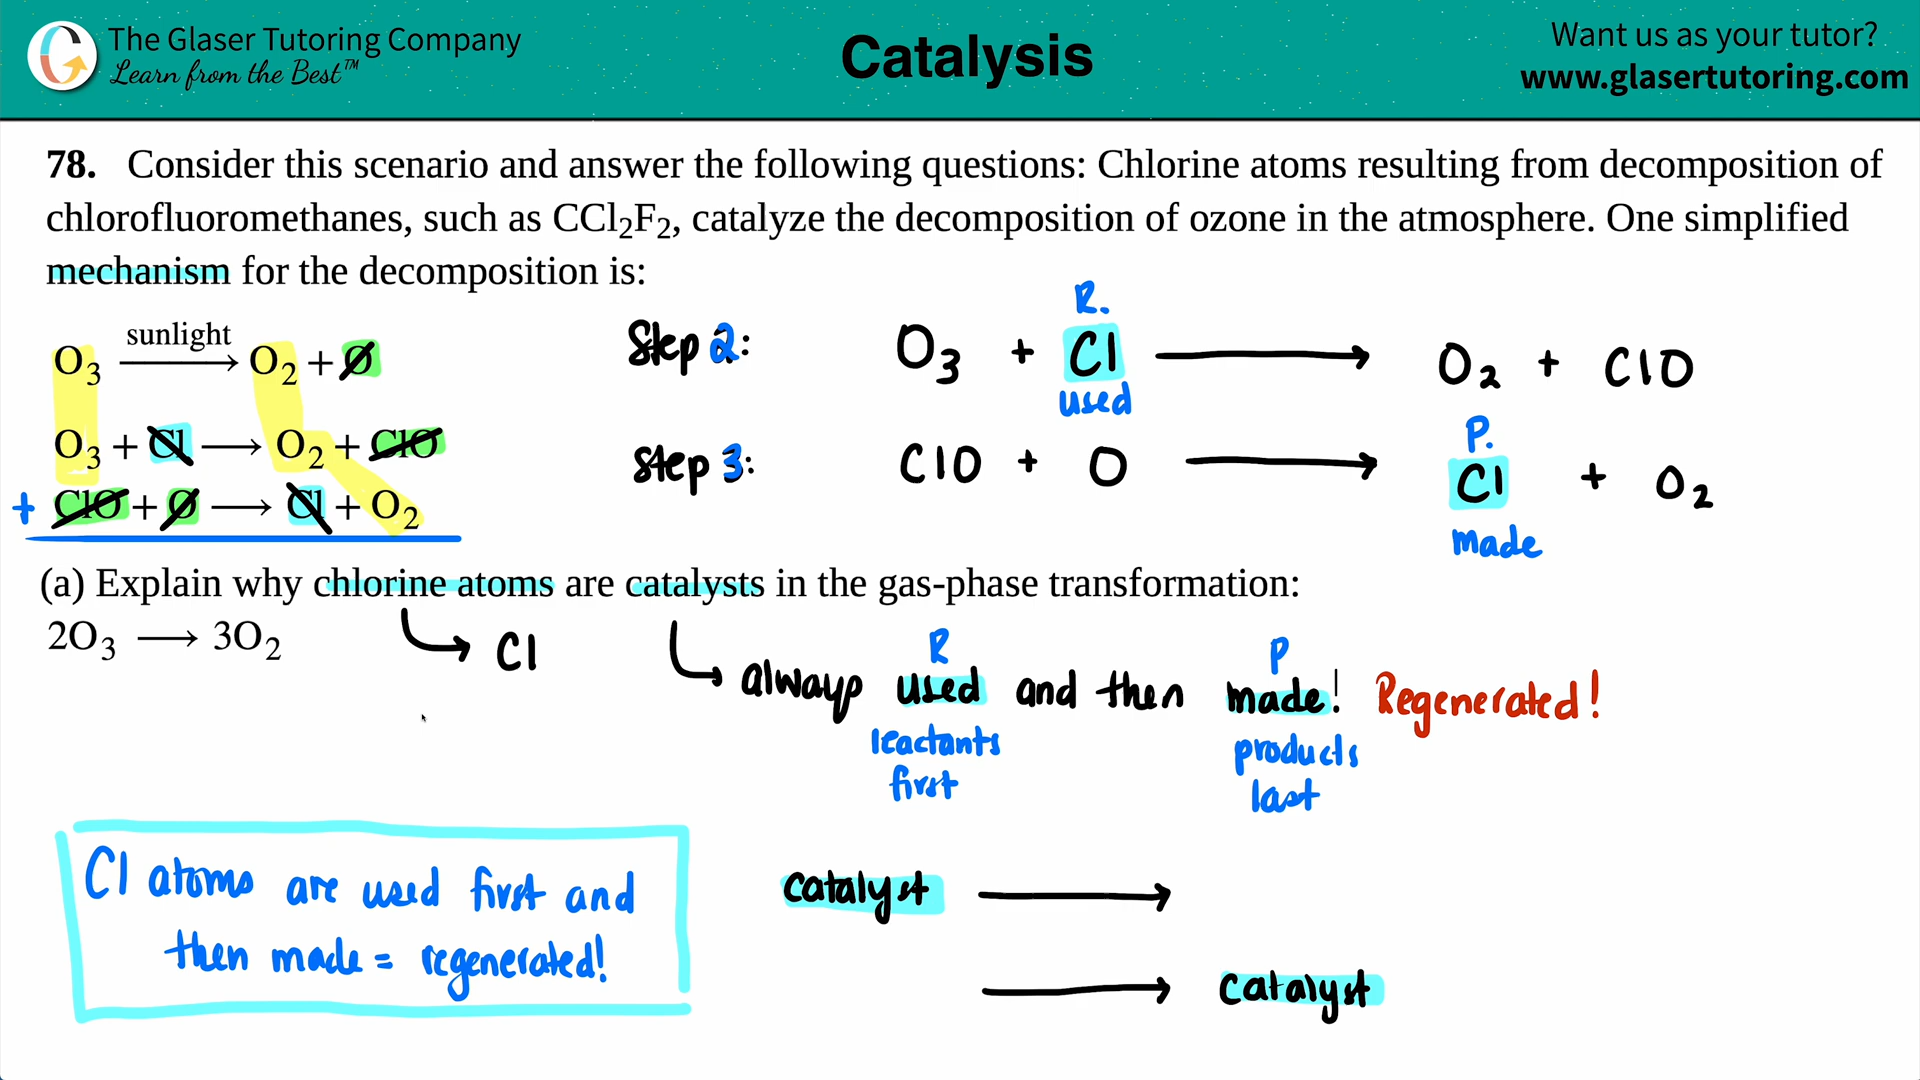 The Glaser Tutoring Company
Learn from the Best™
Catalysis
Want us as your tutor?
www.glasertutoring.com
78. Consider this scenario and answer the following questions: Chlorine atoms resulting from decomposition of
chlorofluoromethanes, such as CCl₂F₂, catalyze the decomposition of ozone in the atmosphere. One simplified
mechanism for the decomposition is:
sunlight
O₃ ⟶ O₂ + O
O₃ + Cl ⟶ O₂ + ClO
+ ClO + O ⟶ Cl + O₂
R.
Step 2: O₃ + Cl ⟶ O₂ + ClO
used
P.
Step 3: ClO + O ⟶ Cl + O₂
made
(a) Explain why chlorine atoms are catalysts in the gas-phase transformation:
2O₃ ⟶ 3O₂
Cl
R P
always used and then made! Regenerated!
reactants products
first last
Cl atoms are used first and
then made = regenerated!
catalyst ⟶
⟶ catalyst